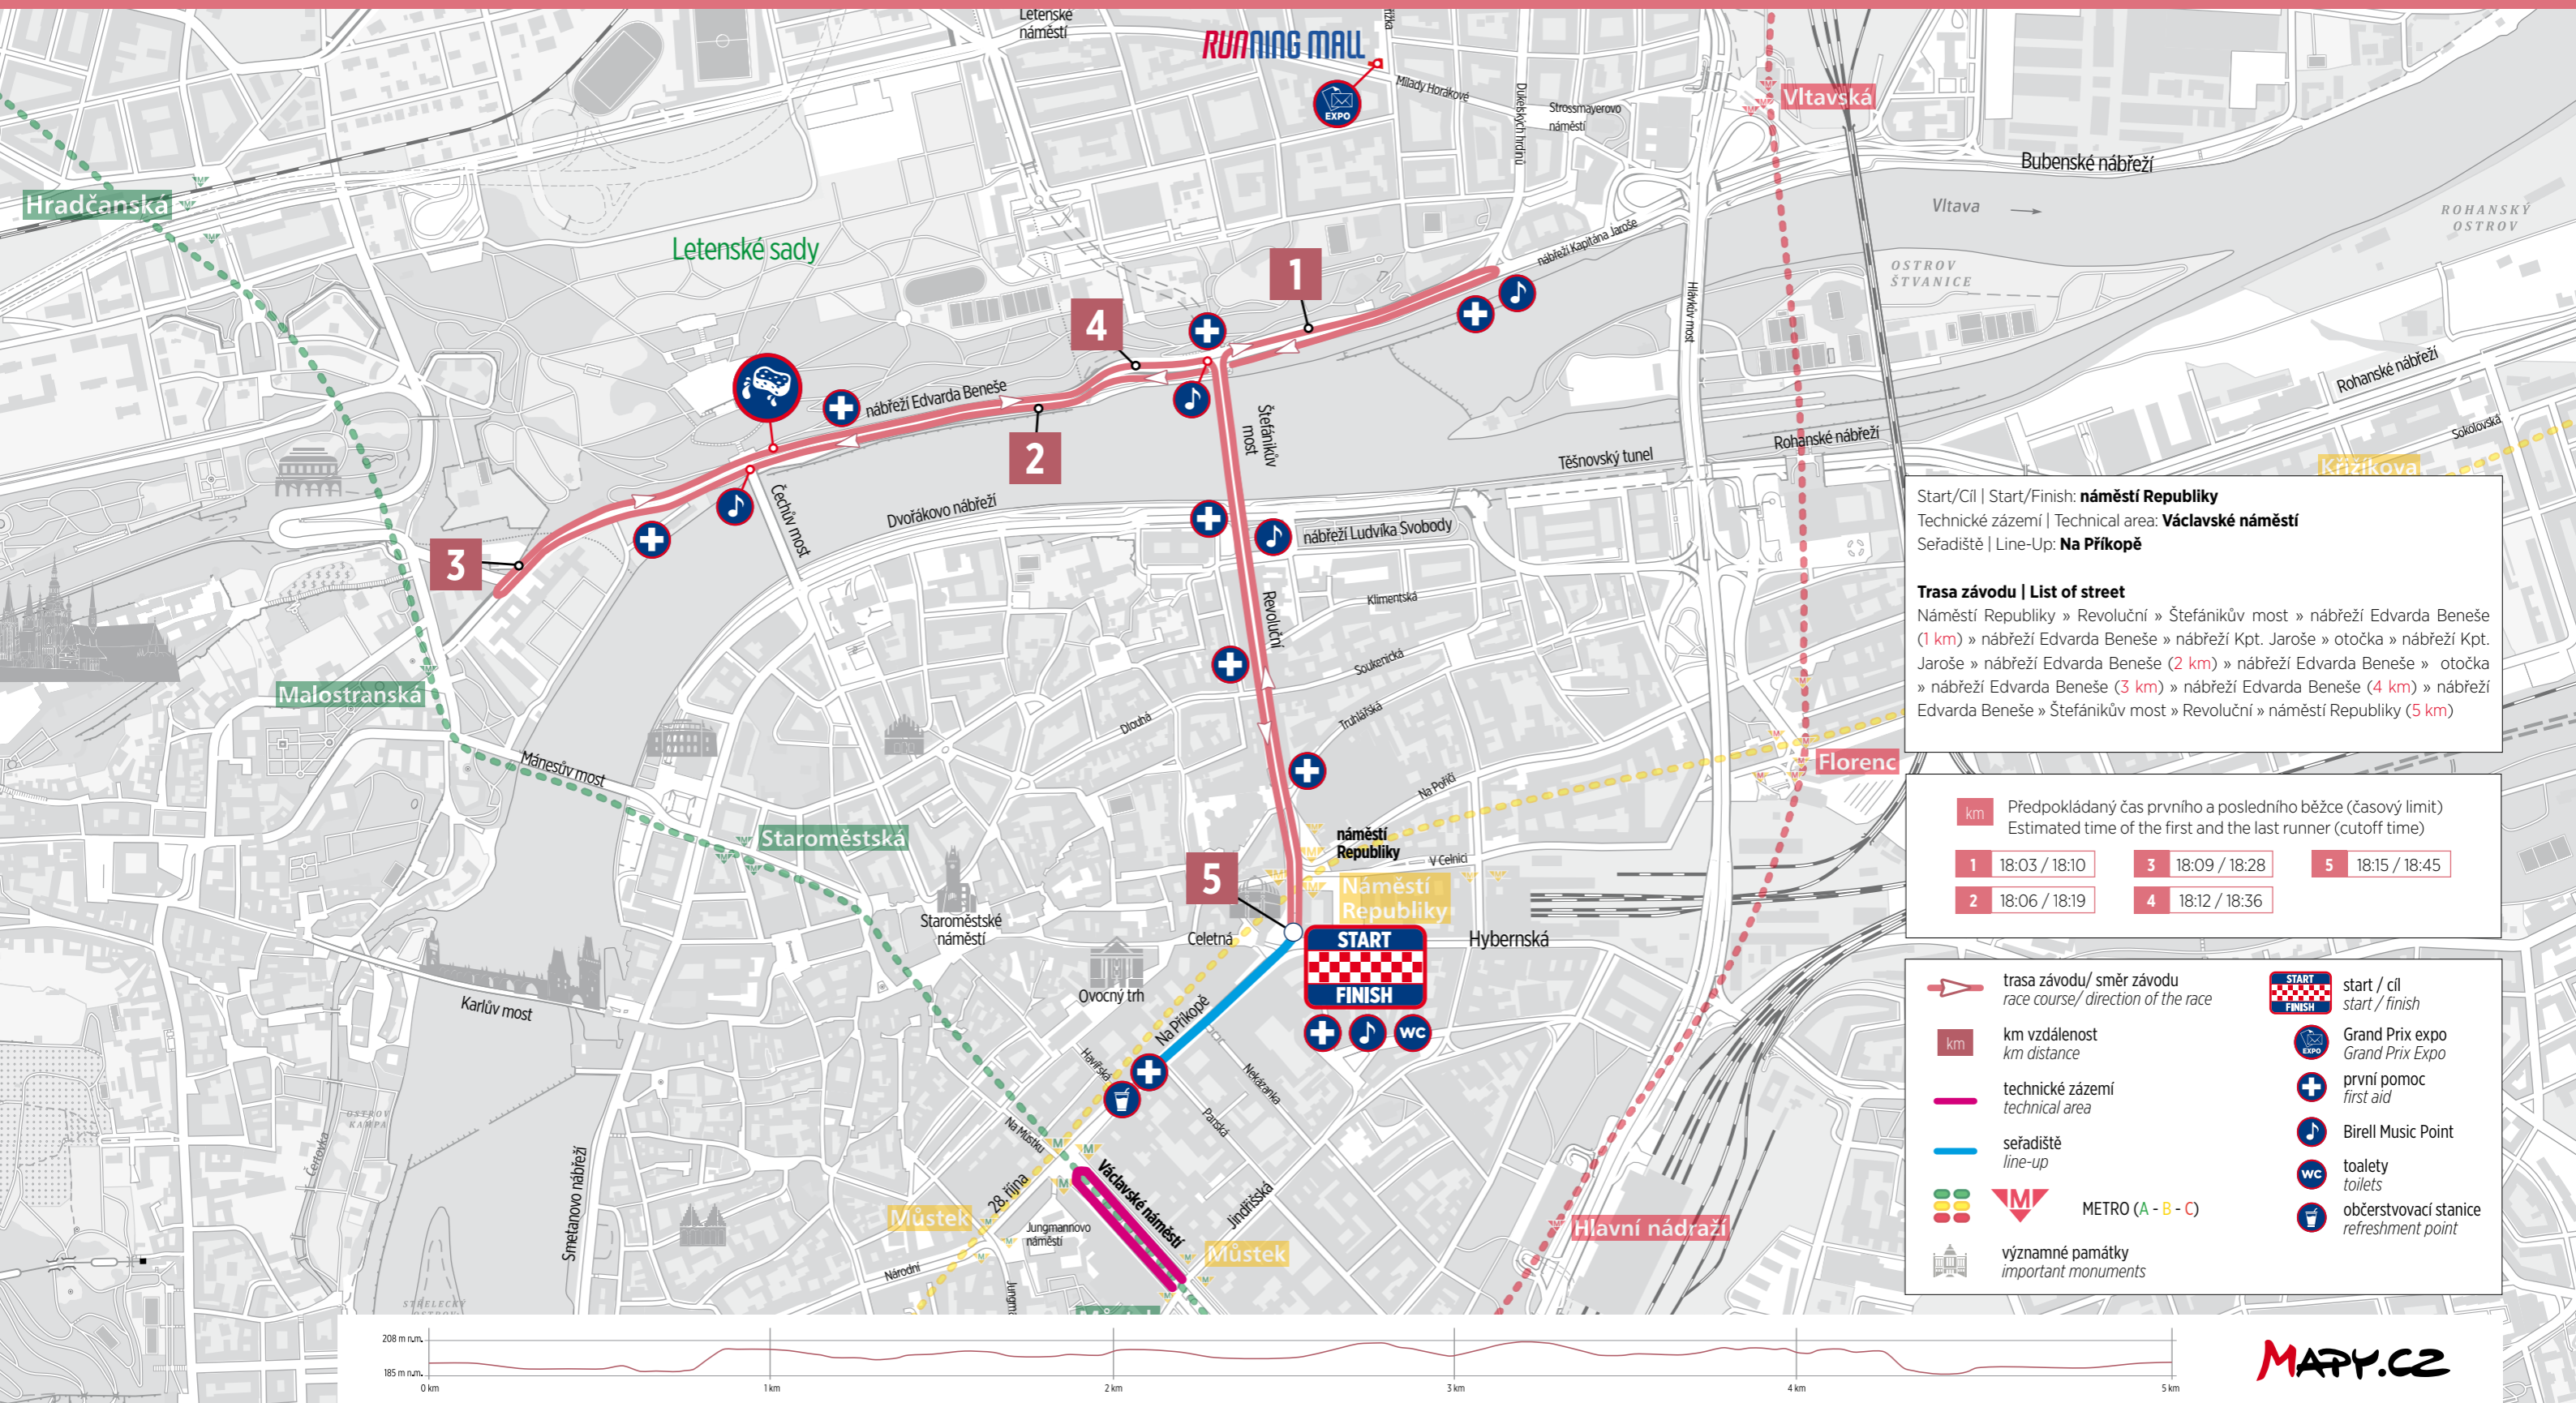 Letenské
náměstí
RUNNING MALL
EXPO
Milady Horákové
Dukelských hrdinů
Strossmayerovo
náměstí
Vltavská
Bubenské nábřeží
Vltava
ROHANSKÝ
OSTROV
Hradčanská
Letenské sady
nábřeží Kapitána Jaroše
OSTROV
ŠTVANICE
Hlávkův most
1
4
2
3
nábřeží Edvarda Beneše
Štefánikův
most
Čechův most
Dvořákovo nábřeží
nábřeží Ludvíka Svobody
Těšnovský tunel
Rohanské nábřeží
Rohanské nábřeží
Sokolovská
Křižíkova
Klimentská
Revoluční
Soukenická
Truhlářská
Dlouhá
Malostranská
Mánesův most
Staroměstská
Na Poříčí
Florenc
náměstí
Republiky
V Celnici
5
Náměstí
Republiky
Staroměstské
náměstí
Celetná
START
FINISH
Hybernská
WC
Ovocný trh
Na Příkopě
Karlův most
Havířská
Nekázanka
Panská
Na Můstku
OSTROV
KAMPA
Čertovka
Smetanovo nábřeží
28. října
Václavské náměstí
Jindřišská
Můstek
Jungmannovo
náměstí
Můstek
Hlavní nádraží
Národní
STŘELECKÝ
Start/Cíl | Start/Finish: náměstí Republiky
Technické zázemí | Technical area: Václavské náměstí
Seřadiště | Line-Up: Na Příkopě
Trasa závodu | List of street
Náměstí Republiky » Revoluční » Štefánikův most » nábřeží Edvarda Beneše
(1 km) » nábřeží Edvarda Beneše » nábřeží Kpt. Jaroše » otočka » nábřeží Kpt.
Jaroše » nábřeží Edvarda Beneše (2 km) » nábřeží Edvarda Beneše » otočka
» nábřeží Edvarda Beneše (3 km) » nábřeží Edvarda Beneše (4 km) » nábřeží
Edvarda Beneše » Štefánikův most » Revoluční » náměstí Republiky (5 km)
km
Předpokládaný čas prvního a posledního běžce (časový limit)
Estimated time of the first and the last runner (cutoff time)
1 18:03 / 18:10
3 18:09 / 18:28
5 18:15 / 18:45
2 18:06 / 18:19
4 18:12 / 18:36
trasa závodu/ směr závodu
race course/ direction of the race
km
km vzdálenost
km distance
technické zázemí
technical area
seřadiště
line-up
M
METRO (A - B - C)
významné památky
important monuments
START
FINISH
start / cíl
start / finish
EXPO
Grand Prix expo
Grand Prix Expo
první pomoc
first aid
Birell Music Point
WC
toalety
toilets
občerstvovací stanice
refreshment point
208 m n.m.
185 m n.m.
0 km
1 km
2 km
3 km
4 km
5 km
MAPY.CZ